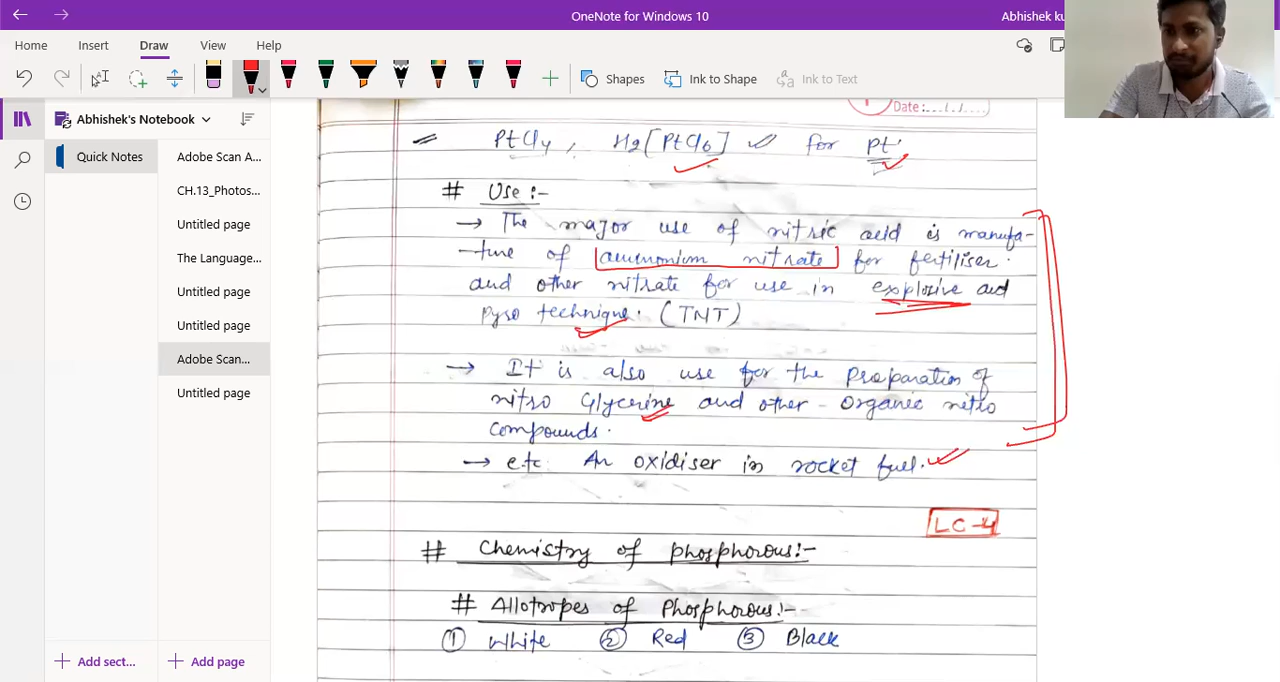 OneNote for Windows 10
Abhishek ku
Home Insert Draw View Help
Shapes Ink to Shape Ink to Text
Abhishek's Notebook
Quick Notes
Adobe Scan A...
CH.13_Photos...
Untitled page
The Language...
Untitled page
Untitled page
Adobe Scan...
Untitled page
Add sect... Add page
Date:..../..../.......
= PtCl4, H2[PtCl6] for Pt
# Use :-
→ The major use of nitric acid is manufa-
-ture of ammonium nitrate for fertiliser.
and other nitrate for use in explosive and
Pyro technique. (TNT)
→ It is also use for the Preparation of
nitro Glycerine and other - Organic nitro
Compounds.
→ etc. An oxidiser in rocket fuel.
LC-4
# Chemistry of phosphorous:-
# Allotropes of Phosphorous:-
① White ② Red ③ Black